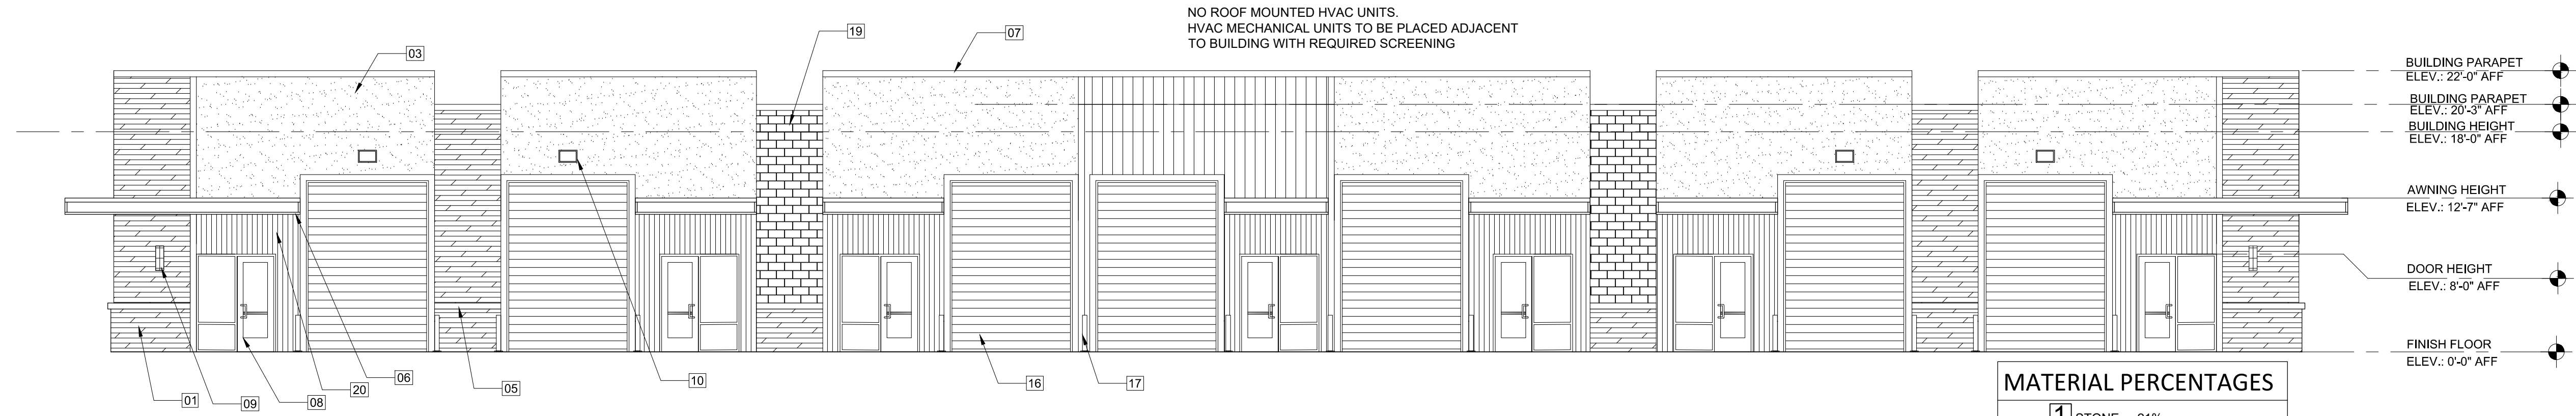 NO ROOF MOUNTED HVAC UNITS.
HVAC MECHANICAL UNITS TO BE PLACED ADJACENT
TO BUILDING WITH REQUIRED SCREENING
19
07
03
BUILDING PARAPET
ELEV.: 22'-0" AFF
BUILDING PARAPET
ELEV.: 20'-3" AFF
BUILDING HEIGHT
ELEV.: 18'-0" AFF
AWNING HEIGHT
ELEV.: 12'-7" AFF
DOOR HEIGHT
ELEV.: 8'-0" AFF
FINISH FLOOR
ELEV.: 0'-0" AFF
01
09
08
20
06
05
10
16
17
MATERIAL PERCENTAGES
1 STONE